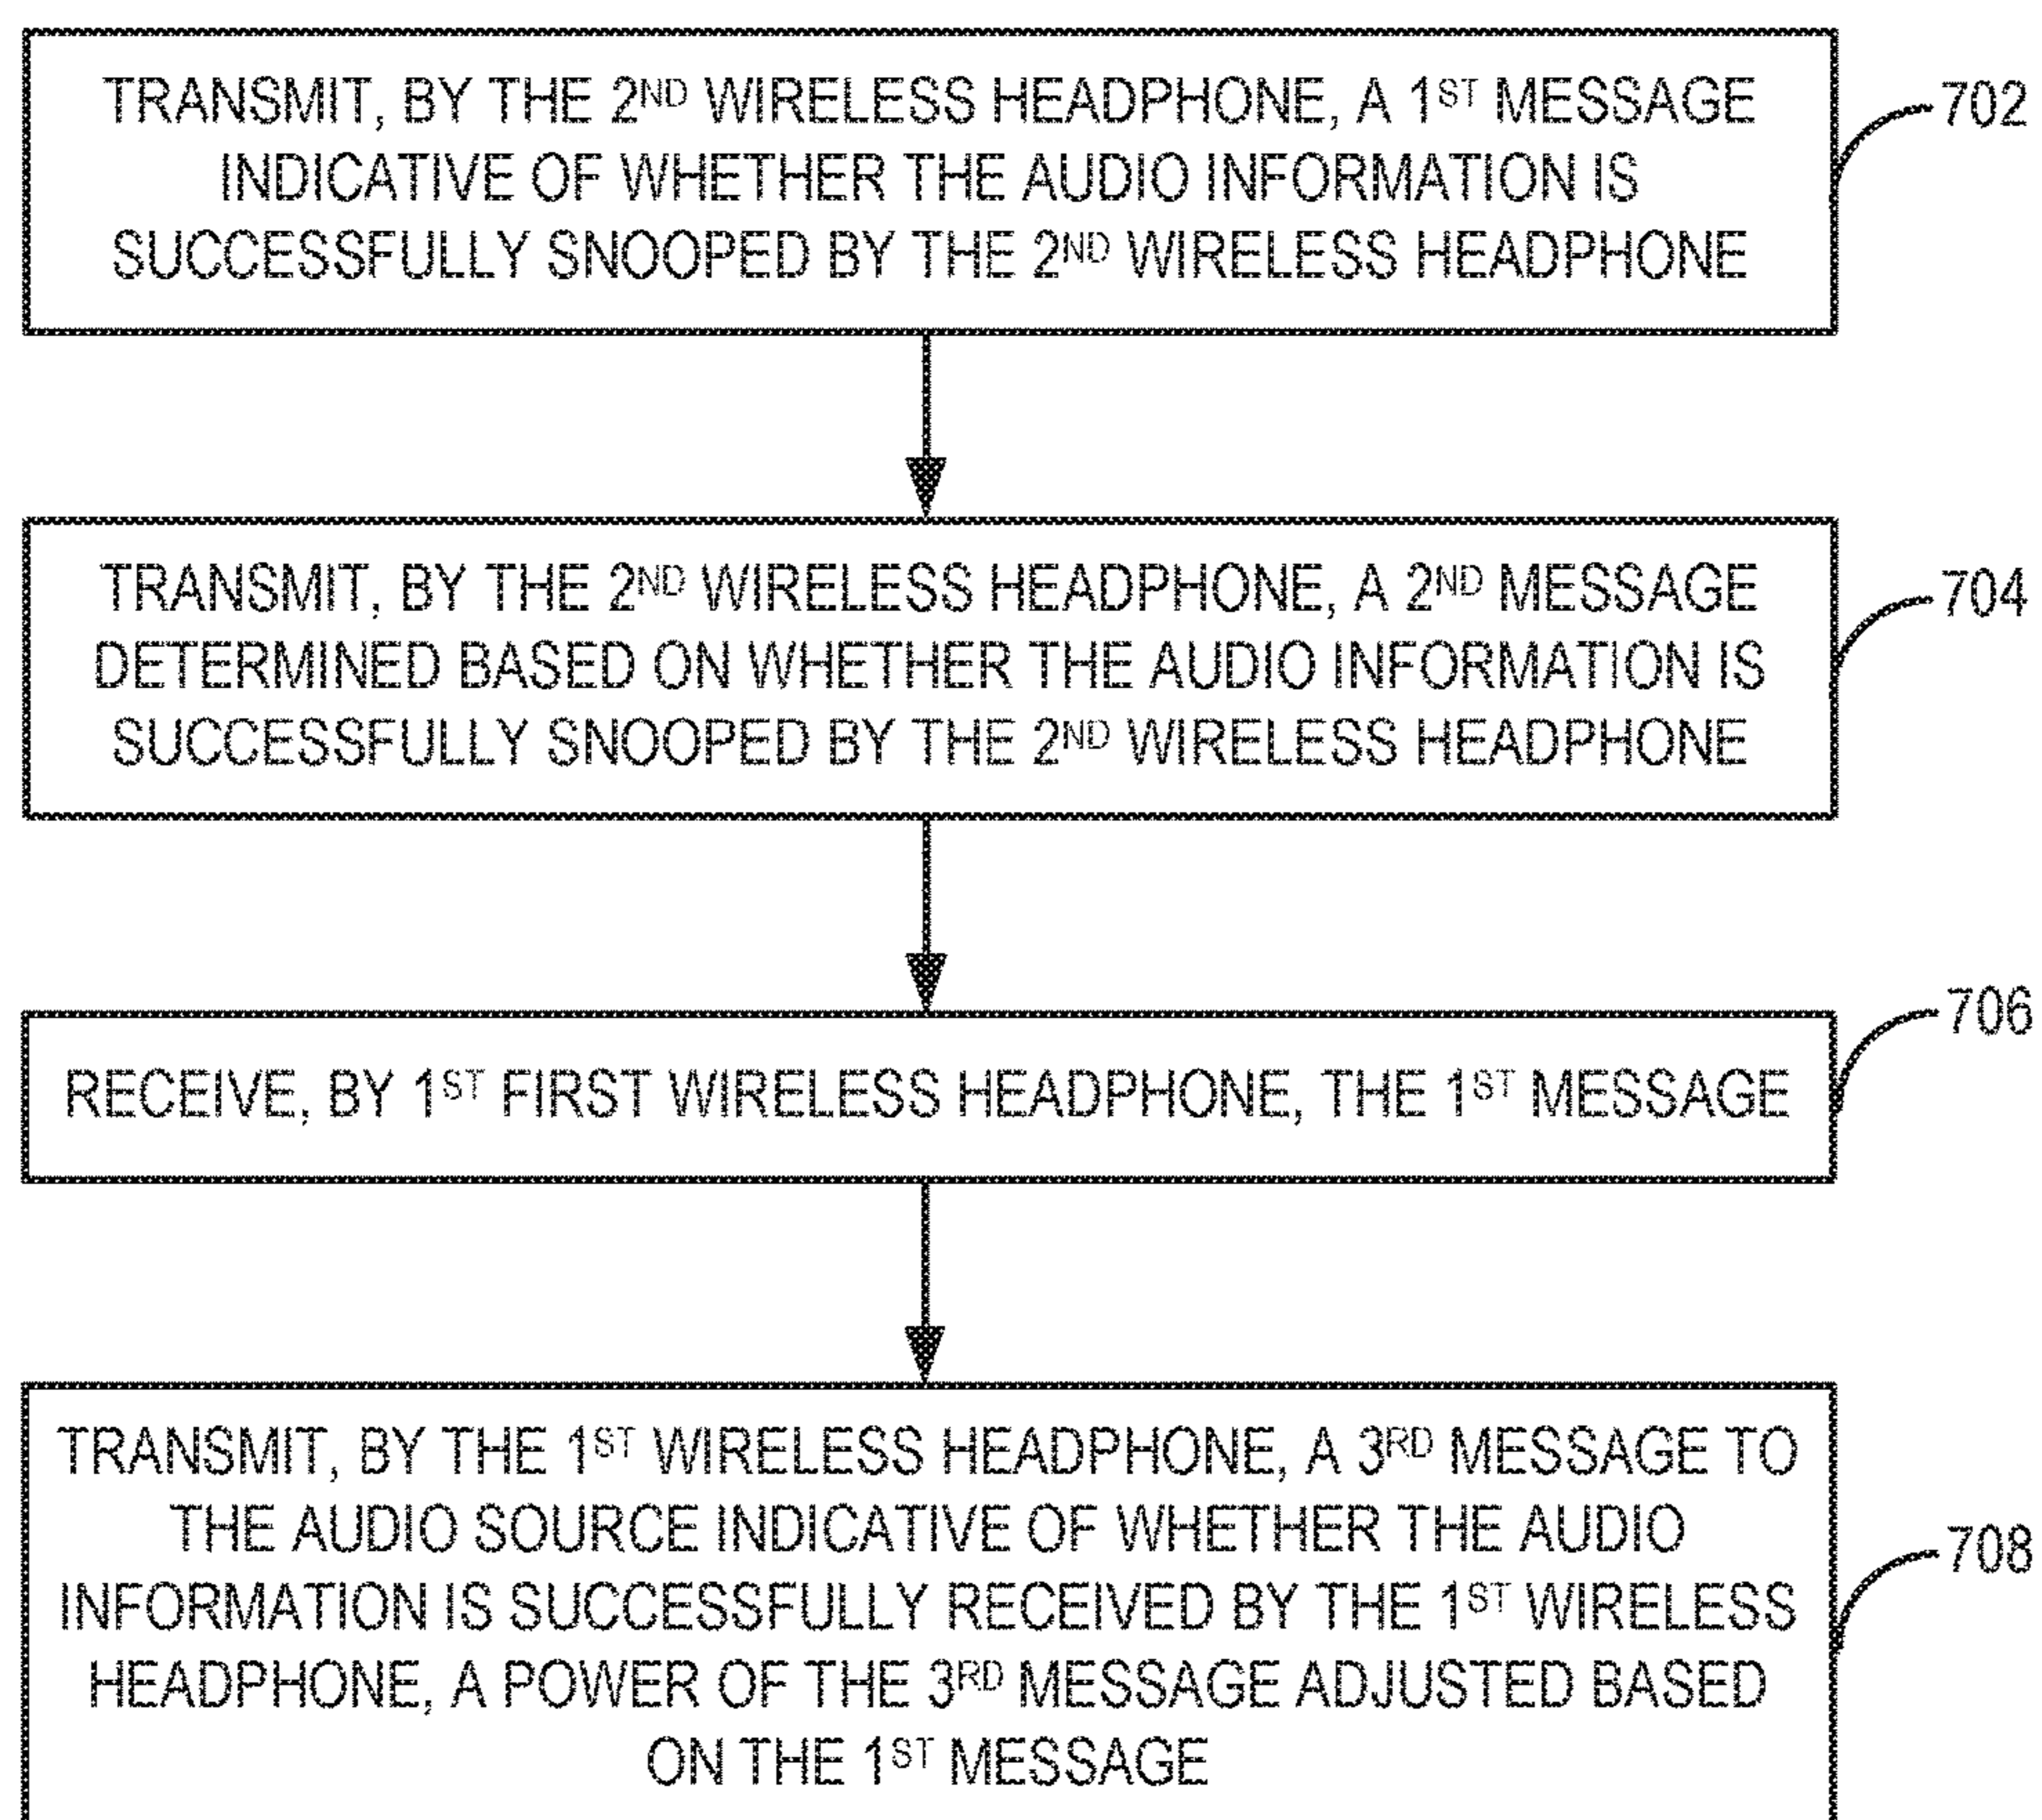 TRANSMIT, BY THE 2ND WIRELESS HEADPHONE, A 1ST MESSAGE
INDICATIVE OF WHETHER THE AUDIO INFORMATION IS
SUCCESSFULLY SNOOPED BY THE 2ND WIRELESS HEADPHONE
702
TRANSMIT, BY THE 2ND WIRELESS HEADPHONE, A 2ND MESSAGE
DETERMINED BASED ON WHETHER THE AUDIO INFORMATION IS
SUCCESSFULLY SNOOPED BY THE 2ND WIRELESS HEADPHONE
704
RECEIVE, BY 1ST FIRST WIRELESS HEADPHONE, THE 1ST MESSAGE
706
TRANSMIT, BY THE 1ST WIRELESS HEADPHONE, A 3RD MESSAGE TO
THE AUDIO SOURCE INDICATIVE OF WHETHER THE AUDIO
INFORMATION IS SUCCESSFULLY RECEIVED BY THE 1ST WIRELESS
HEADPHONE, A POWER OF THE 3RD MESSAGE ADJUSTED BASED
ON THE 1ST MESSAGE
708